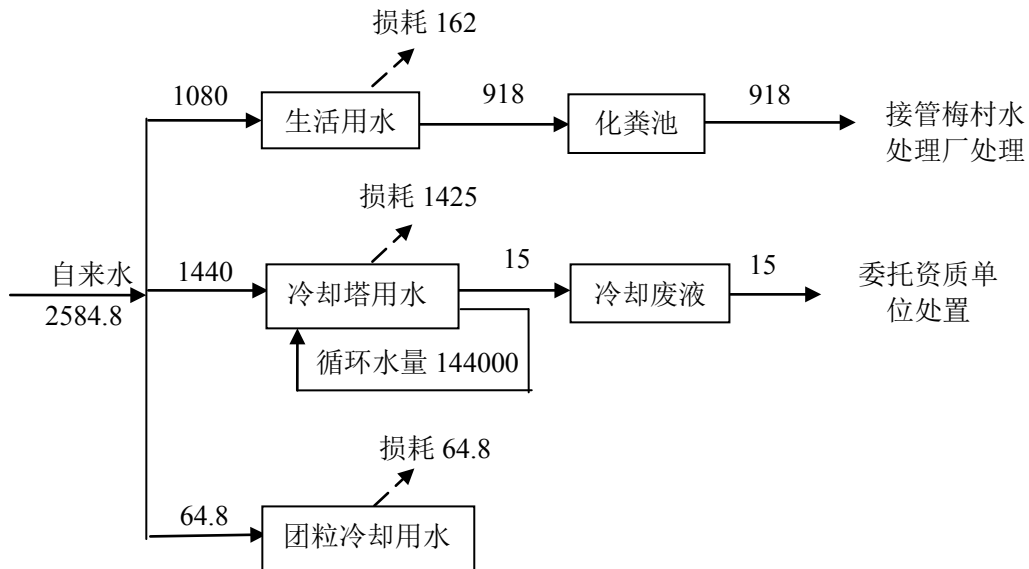 损耗 162
1080
生活用水
918
化粪池
918
接管梅村水
处理厂处理
损耗 1425
自来水
2584.8
1440
冷却塔用水
15
冷却废液
15
委托资质单
位处置
循环水量 144000
损耗 64.8
64.8
团粒冷却用水